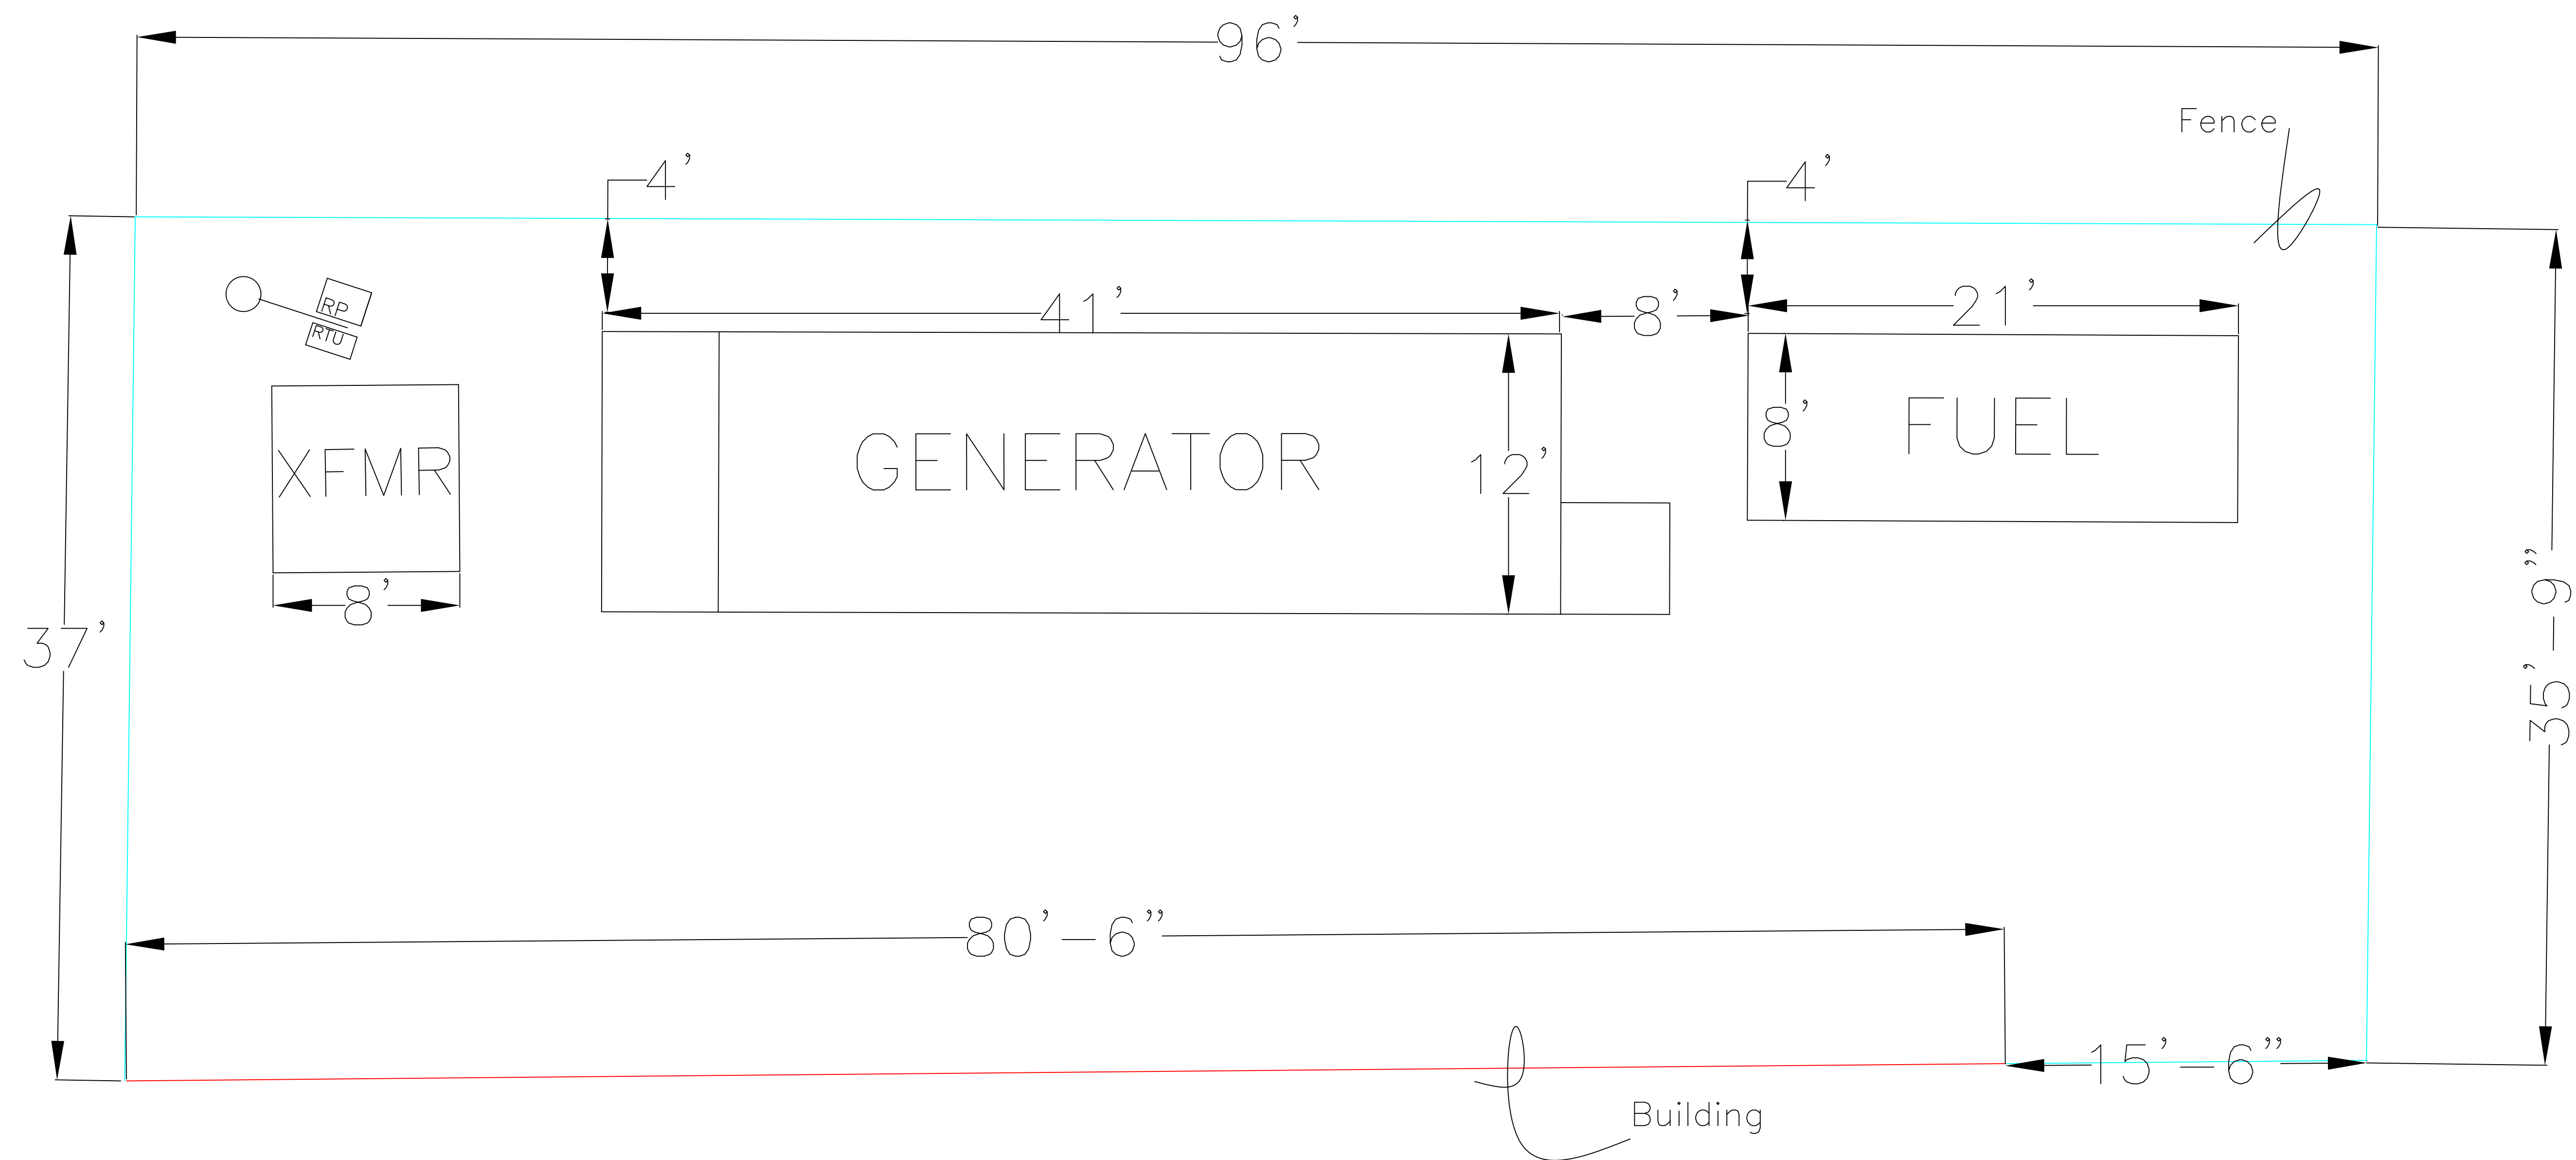 96'
Fence
4'
4'
RP
RTU
41'
8'
21'
XFMR
GENERATOR
12'
8'
FUEL
8'
37'
35'-9"
80'-6"
15'-6"
Building